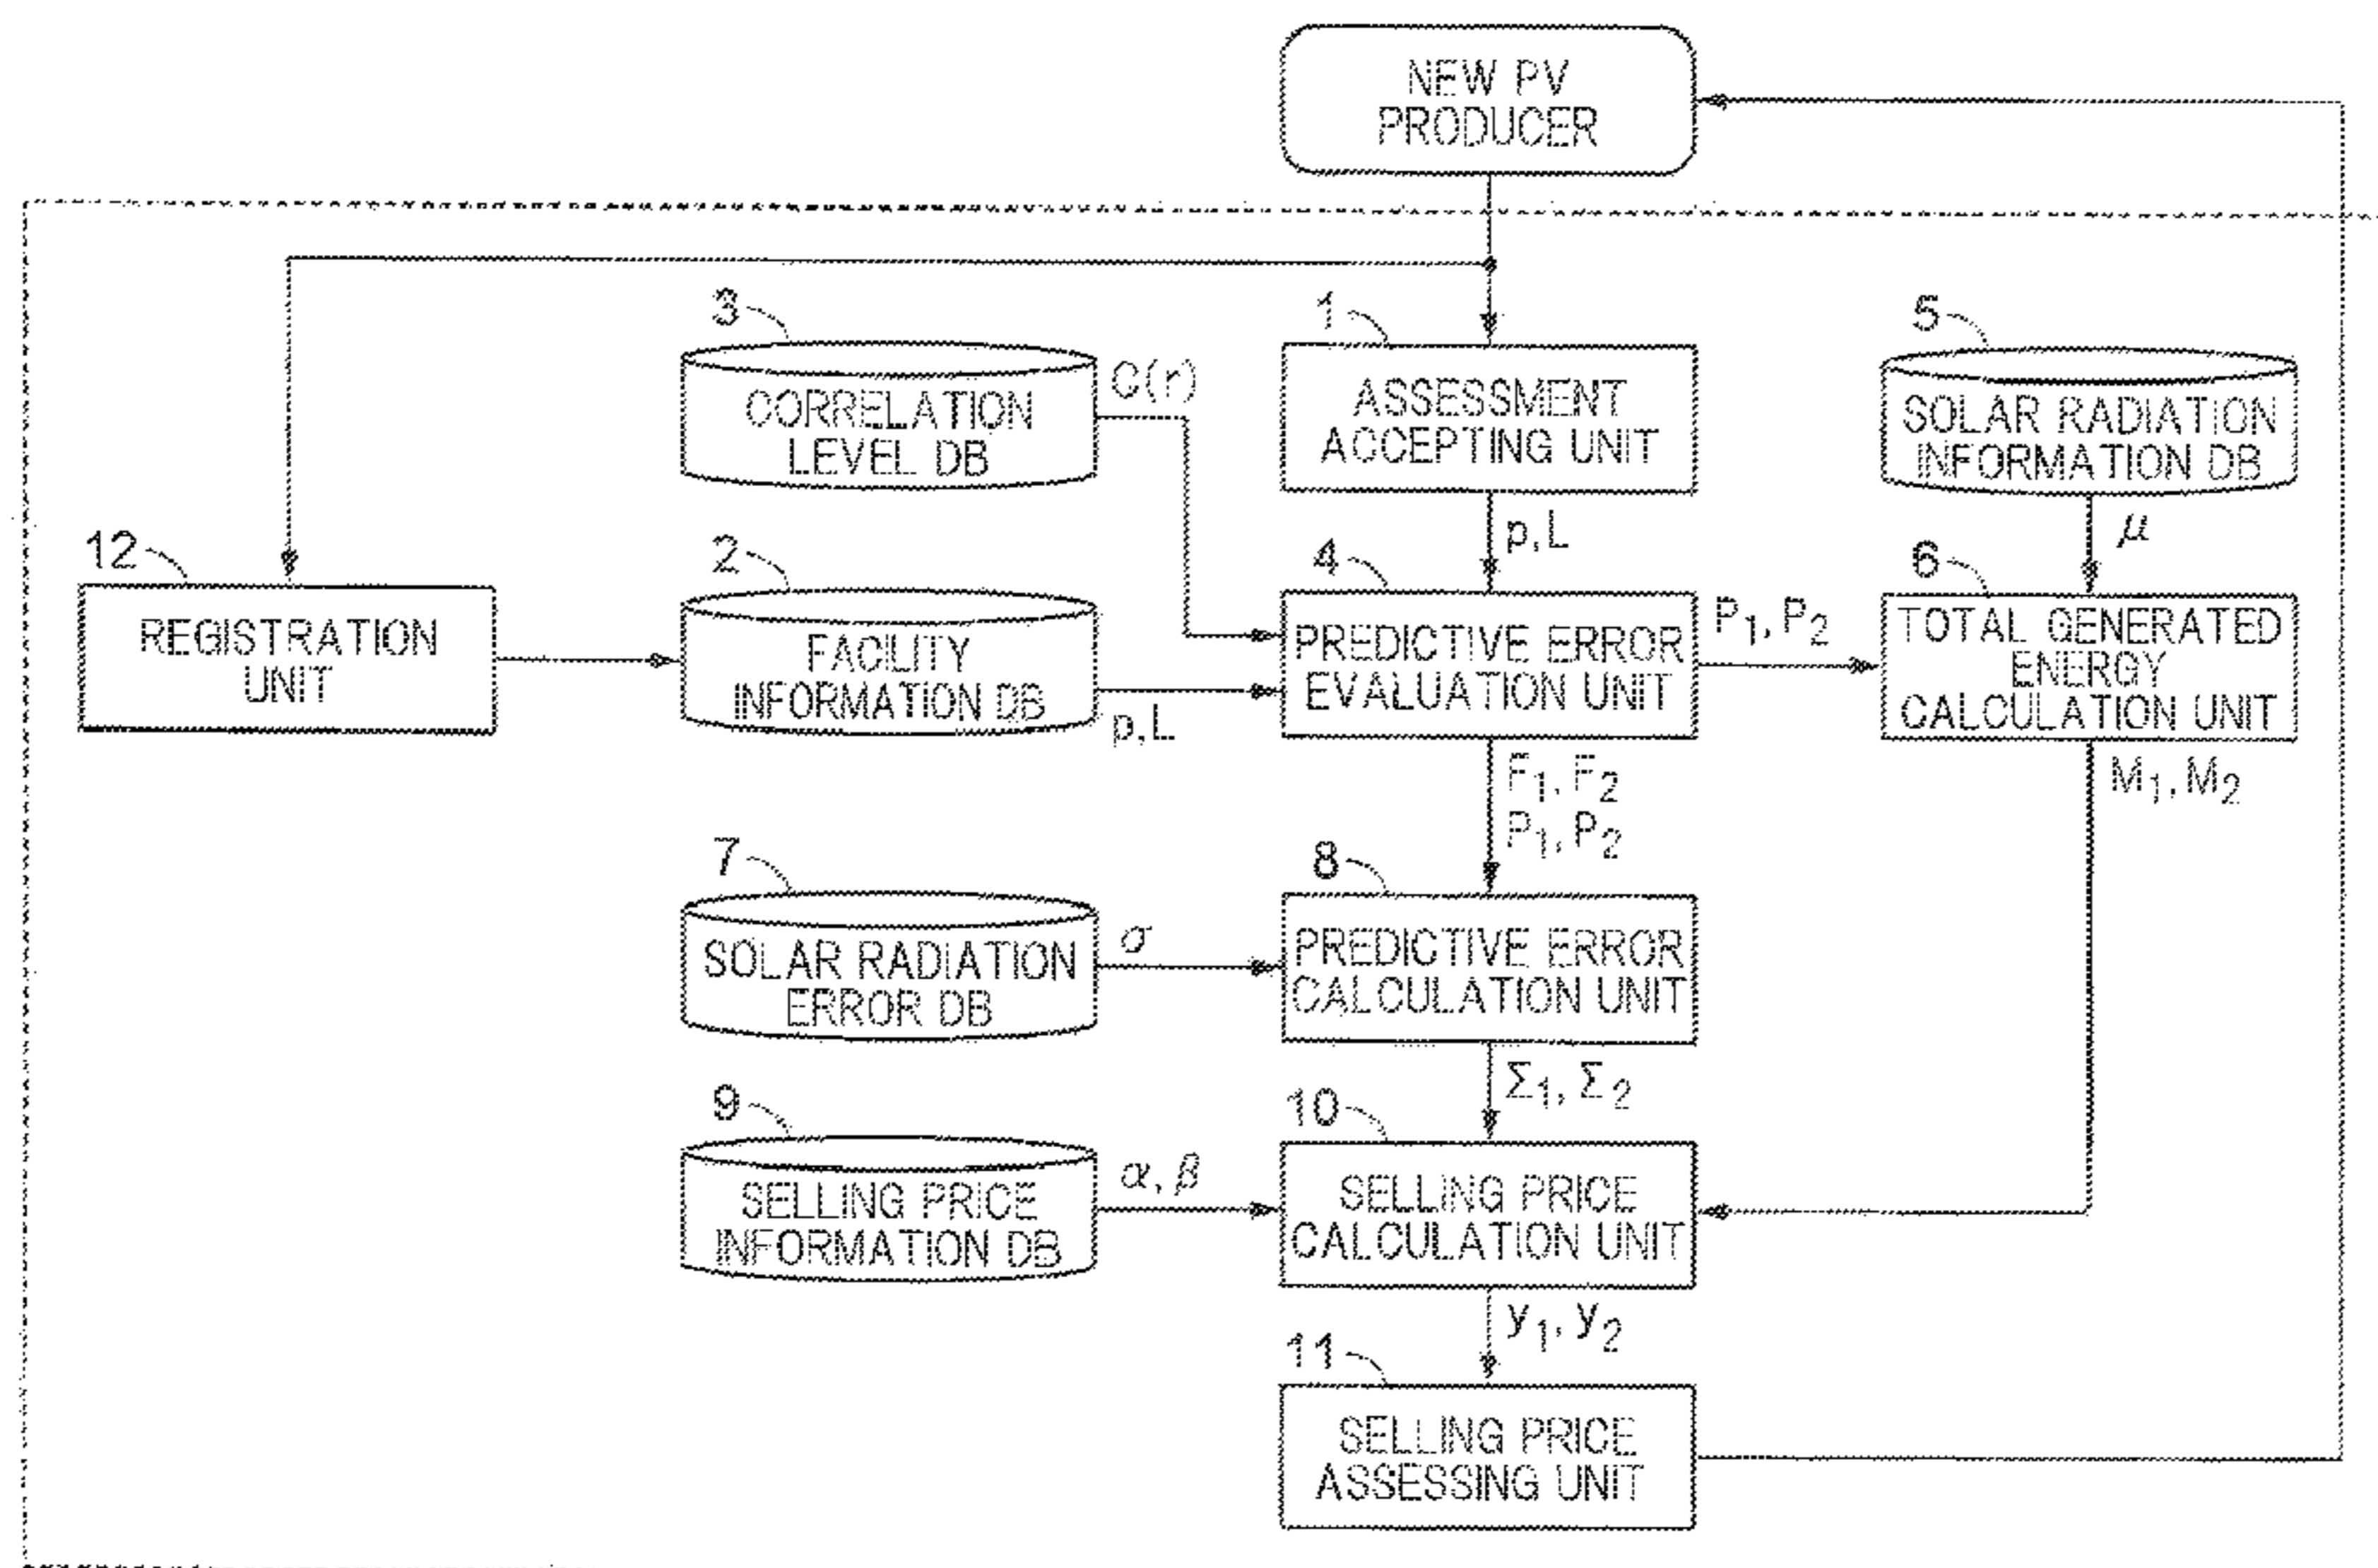 NEW PV
PRODUCER
3
C(r)
CORRELATION
LEVEL DB
1
ASSESSMENT
ACCEPTING UNIT
5
SOLAR RADIATION
INFORMATION DB
p, L
μ
12
REGISTRATION
UNIT
2
FACILITY
INFORMATION DB
p, L
4
PREDICTIVE ERROR
EVALUATION UNIT
P1, P2
6
TOTAL GENERATED
ENERGY
CALCULATION UNIT
F1, F2
P1, P2
M1, M2
7
SOLAR RADIATION
ERROR DB
σ
8
PREDICTIVE ERROR
CALCULATION UNIT
Σ1, Σ2
9
SELLING PRICE
INFORMATION DB
α, β
10
SELLING PRICE
CALCULATION UNIT
y1, y2
11
SELLING PRICE
ASSESSING UNIT